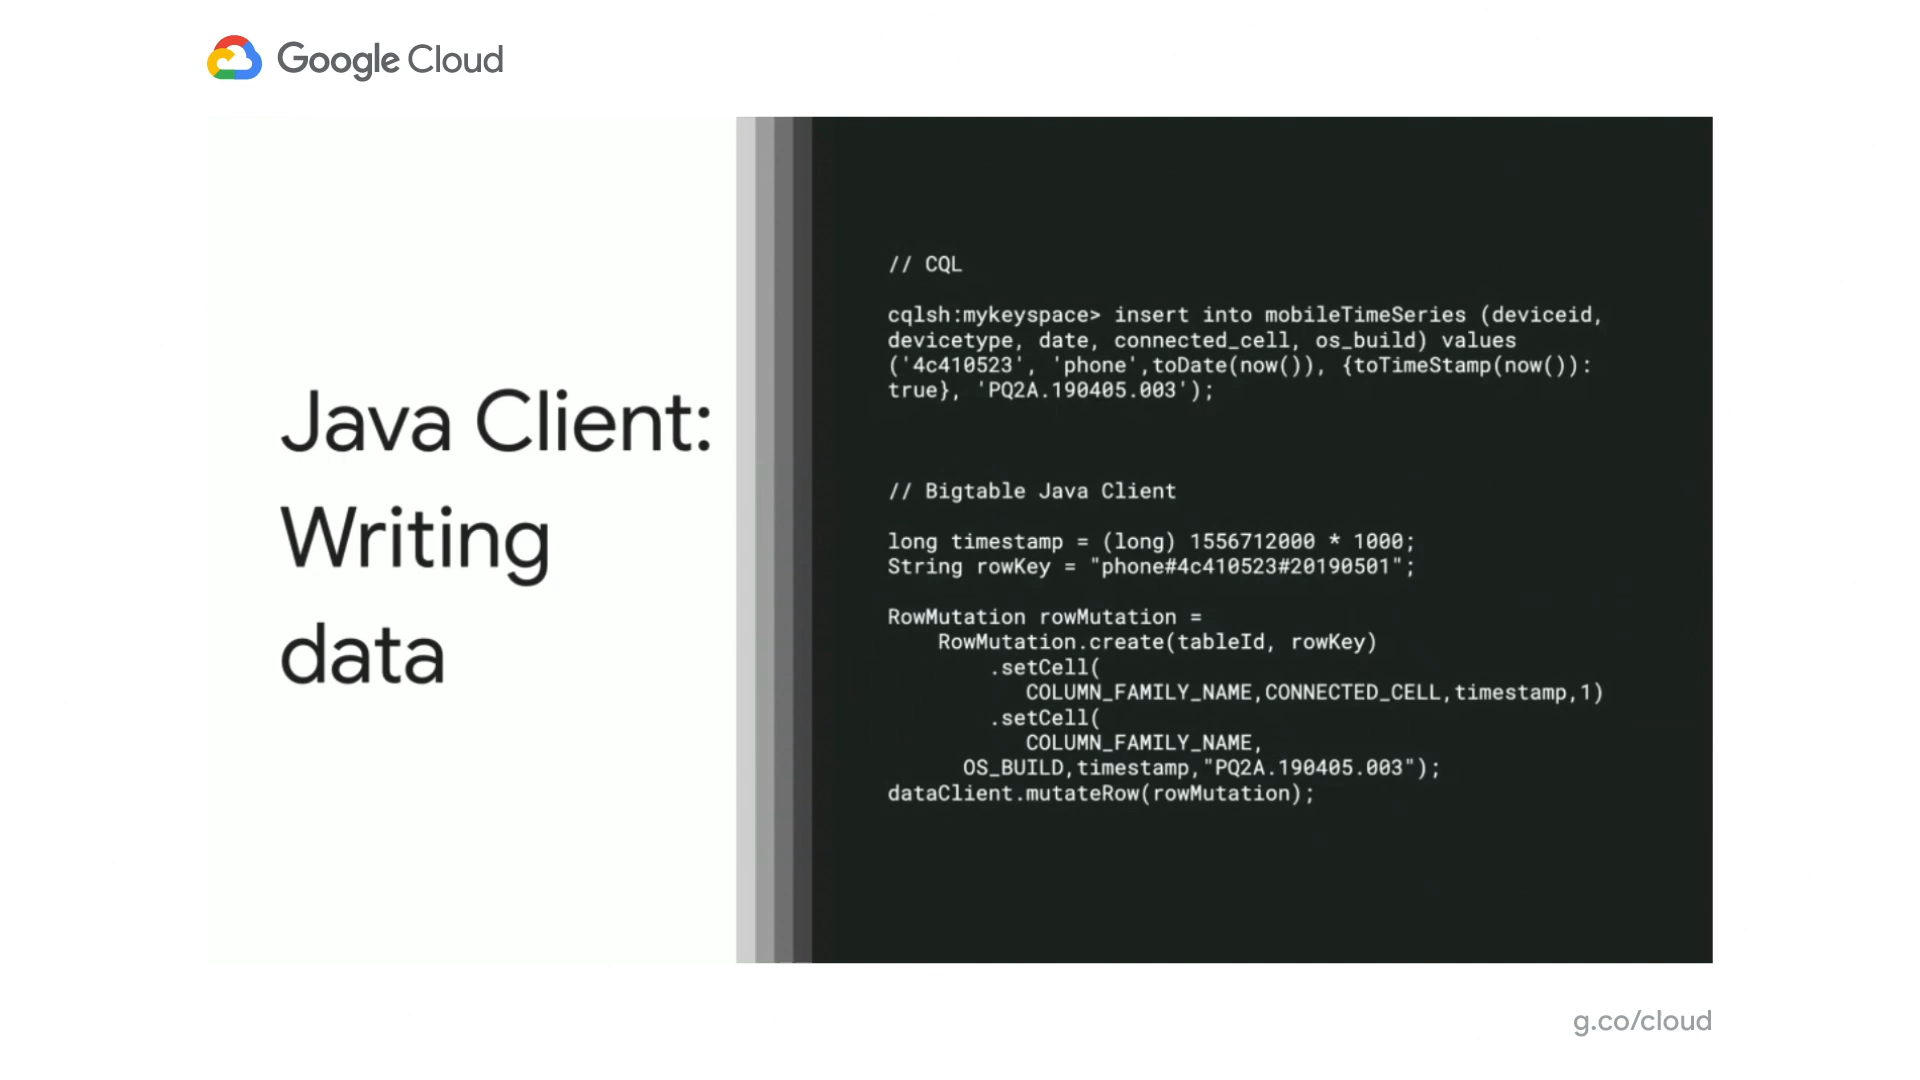 Google Cloud
Java Client:
Writing
data
// CQL
cqlsh:mykeyspace> insert into mobileTimeSeries (deviceid,
devicetype, date, connected_cell, os_build) values
('4c410523', 'phone',toDate(now()), {toTimeStamp(now()):
true}, 'PQ2A.190405.003');
// Bigtable Java Client
long timestamp = (long) 1556712000 * 1000;
String rowKey = "phone#4c410523#20190501";
RowMutation rowMutation =
RowMutation.create(tableId, rowKey)
.setCell(
COLUMN_FAMILY_NAME,CONNECTED_CELL,timestamp,1)
.setCell(
COLUMN_FAMILY_NAME,
OS_BUILD,timestamp,"PQ2A.190405.003");
dataClient.mutateRow(rowMutation);
g.co/cloud